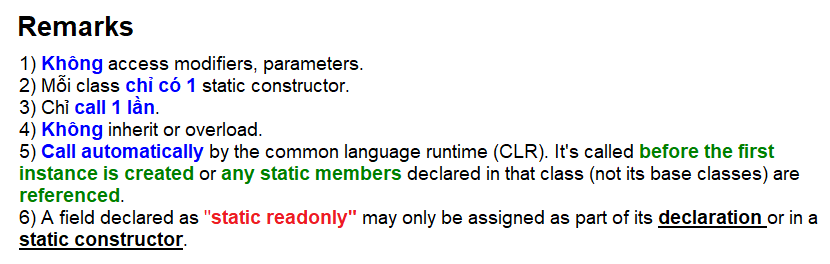 Remarks
1) Không access modifiers, parameters.
2) Mỗi class chỉ có 1 static constructor.
3) Chỉ call 1 lần.
4) Không inherit or overload.
5) Call automatically by the common language runtime (CLR). It's called before the first
instance is created or any static members declared in that class (not its base classes) are
referenced.
6) A field declared as "static readonly" may only be assigned as part of its declaration or in a
static constructor.